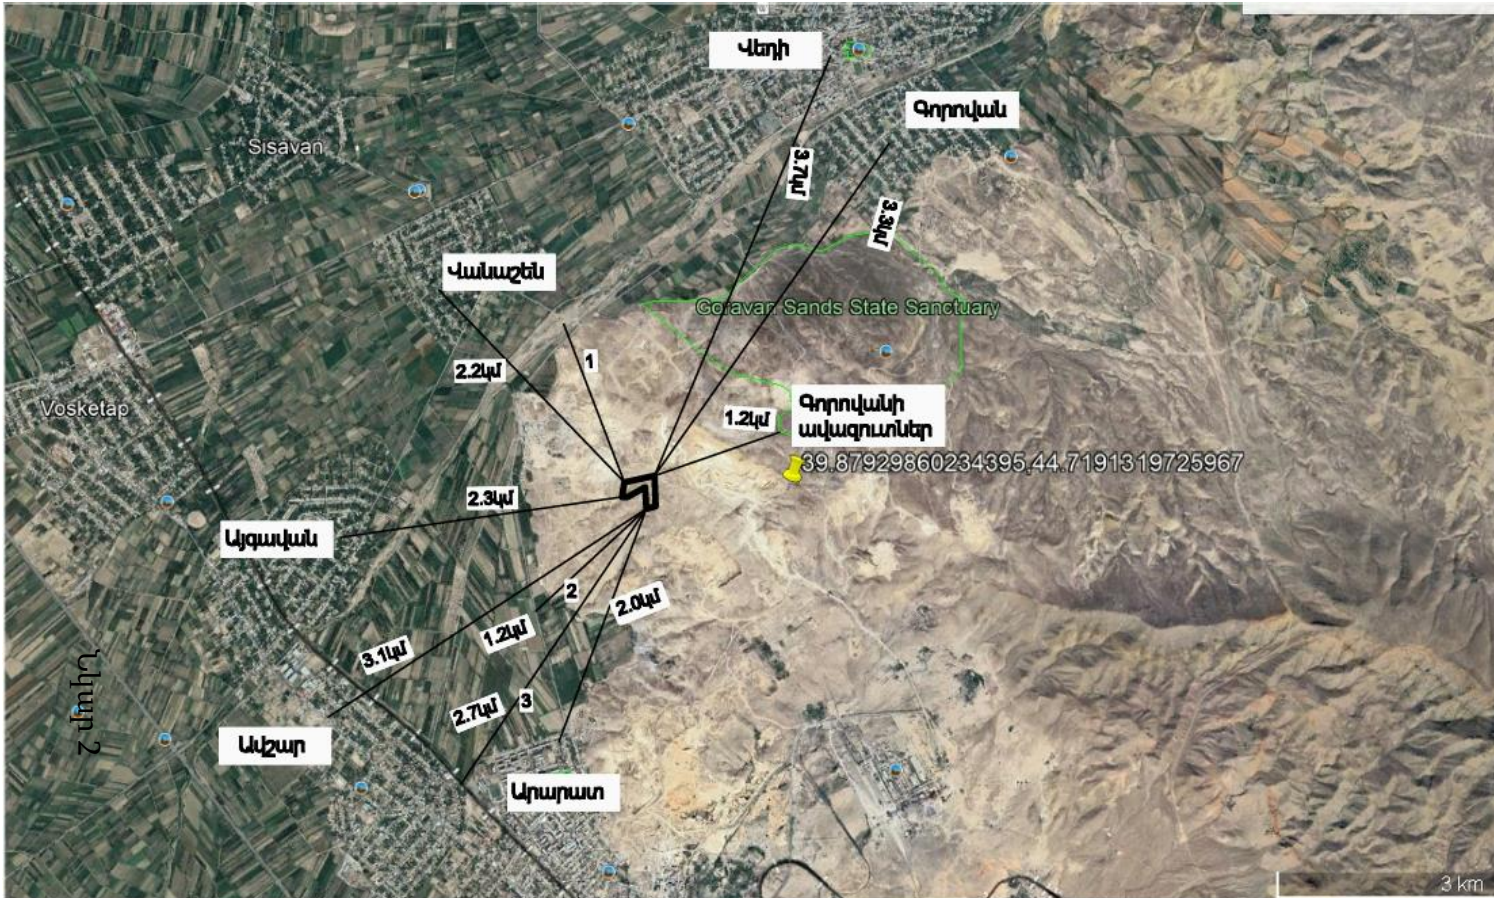 Վեդի
Գորովան
3.7կմ
Sisavan
3.3կմ
Վանաշեն
Goravan Sands State Sanctuary
1
2.2կմ
Vosketap
Գորովանի
ավազուտներ
1.2կմ
39.87929860234395,44.7191319725967
2.3կմ
Այգավան
2
2.0կմ
1.2կմ
3.1կմ
Նկար 2
3
2.7կմ
Ավշար
Արարատ
3 km